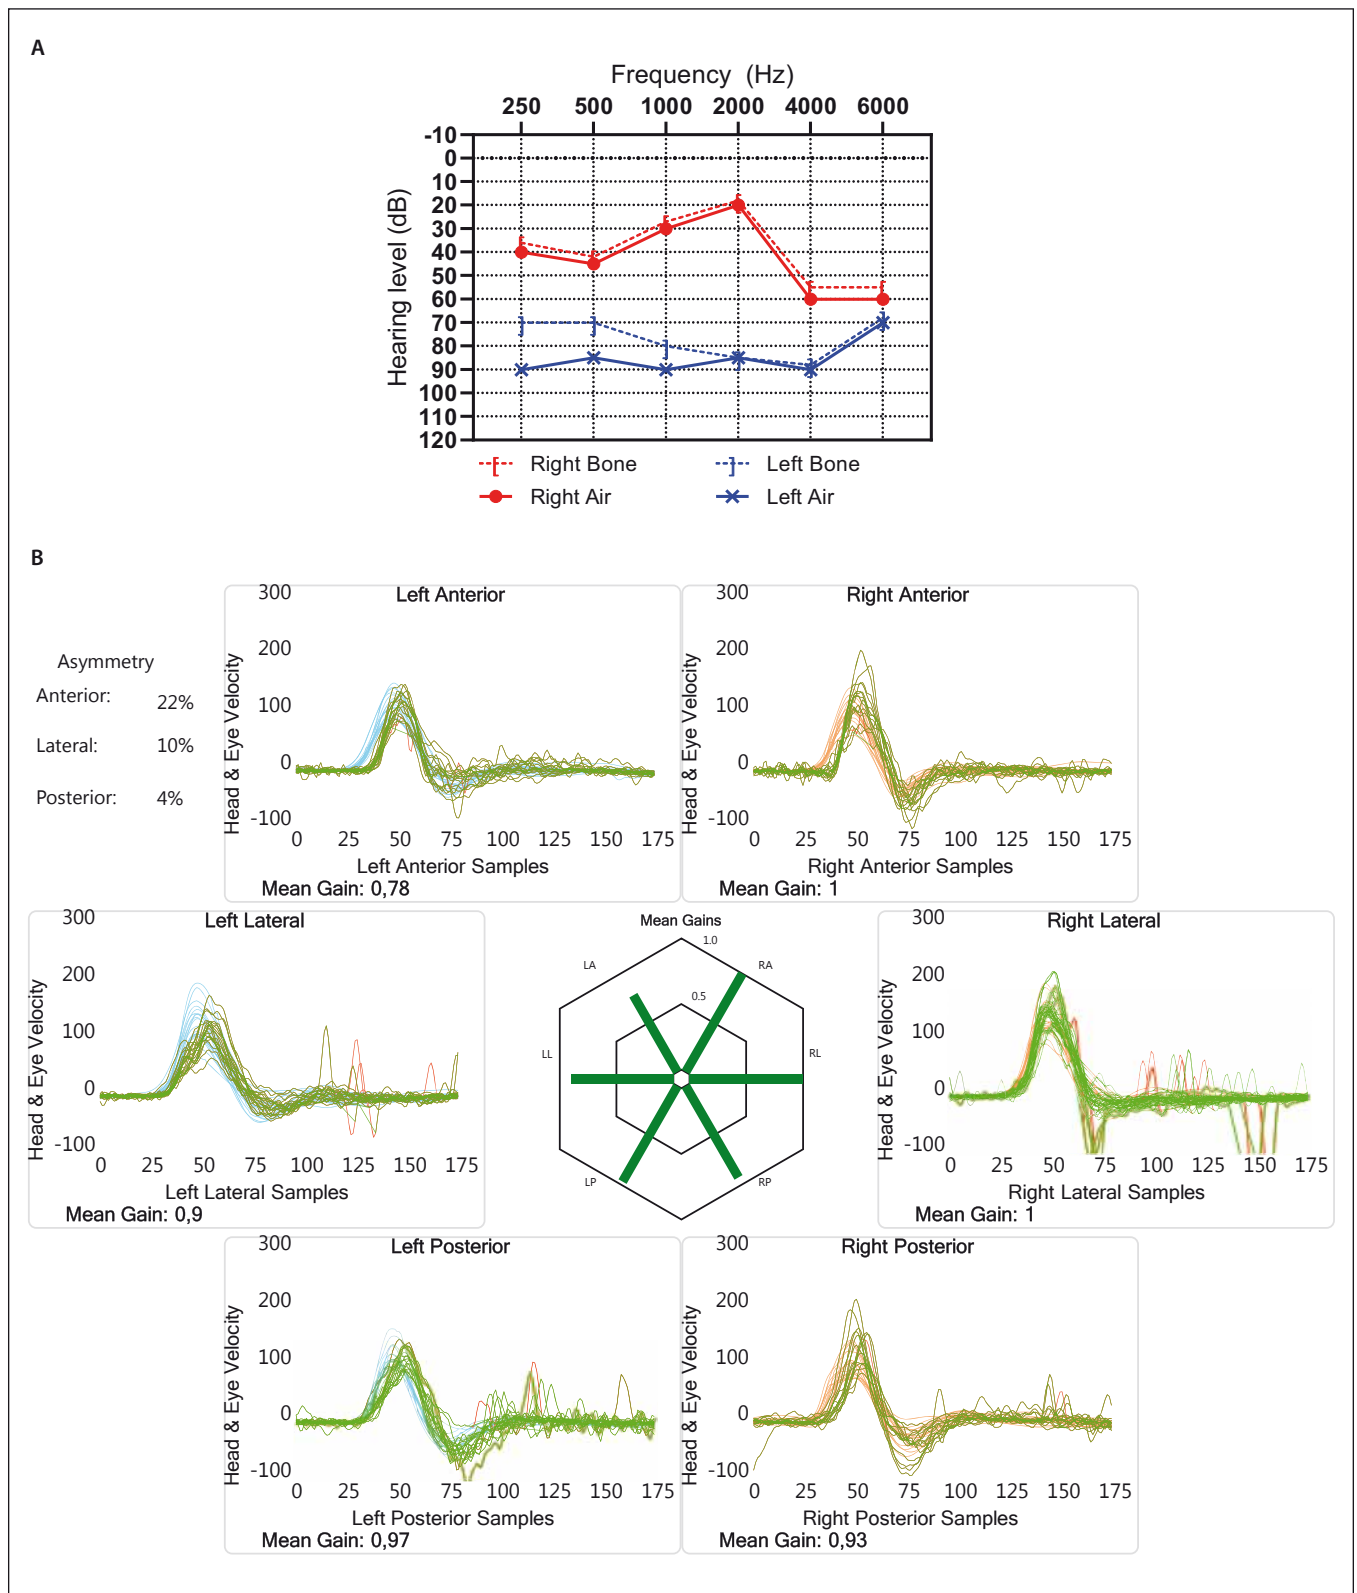 A
Frequency (Hz)
250 500 1000 2000 4000 6000
Hearing level (dB)
-10
0
10
20
30
40
50
60
70
80
90
100
110
120
Right Bone
Left Bone
Right Air
Left Air
B
Asymmetry
Anterior: 22%
Lateral: 10%
Posterior: 4%
Left Anterior
Head & Eye Velocity
300
200
100
0
-100
0 25 50 75 100 125 150 175
Left Anterior Samples
Mean Gain: 0,78
Right Anterior
Head & Eye Velocity
300
200
100
0
-100
0 25 50 75 100 125 150 175
Right Anterior Samples
Mean Gain: 1
Left Lateral
Head & Eye Velocity
300
200
100
0
-100
0 25 50 75 100 125 150 175
Left Lateral Samples
Mean Gain: 0,9
Mean Gains
1.0
LA
RA
0.5
LL
RL
LP
RP
Right Lateral
Head & Eye Velocity
300
200
100
0
-100
0 25 50 75 100 125 150 175
Right Lateral Samples
Mean Gain: 1
Left Posterior
Head & Eye Velocity
300
200
100
0
-100
0 25 50 75 100 125 150 175
Left Posterior Samples
Mean Gain: 0,97
Right Posterior
Head & Eye Velocity
300
200
100
0
-100
0 25 50 75 100 125 150 175
Right Posterior Samples
Mean Gain: 0,93